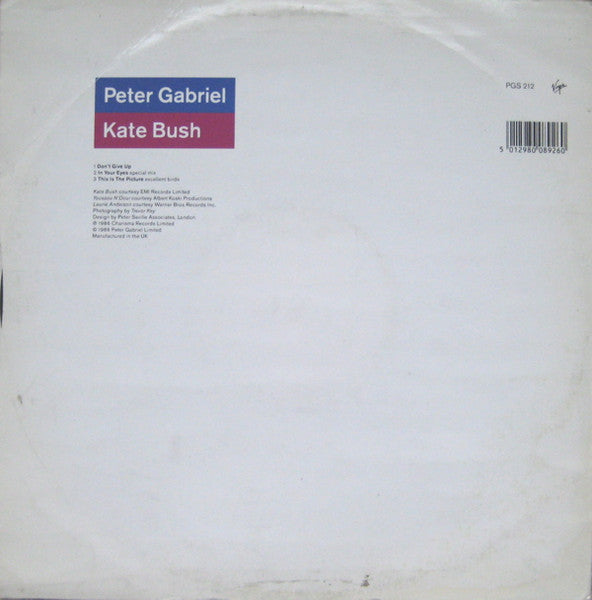 Peter Gabriel
Kate Bush
PGS 212
Virgin
5 012980 089260
1 Don't Give Up
2 In Your Eyes special mix
3 This is The Picture excellent birds
Kate Bush courtesy EMI Records Limited
Youssou N'Dour courtesy Albert Koski Productions
Laurie Anderson courtesy Warner Bros Records Inc.
Photography by Trevor Key
Design by Peter Saville Associates, London
℗ 1986 Charisma Records Limited
© 1986 Peter Gabriel Limited
Manufactured in the UK